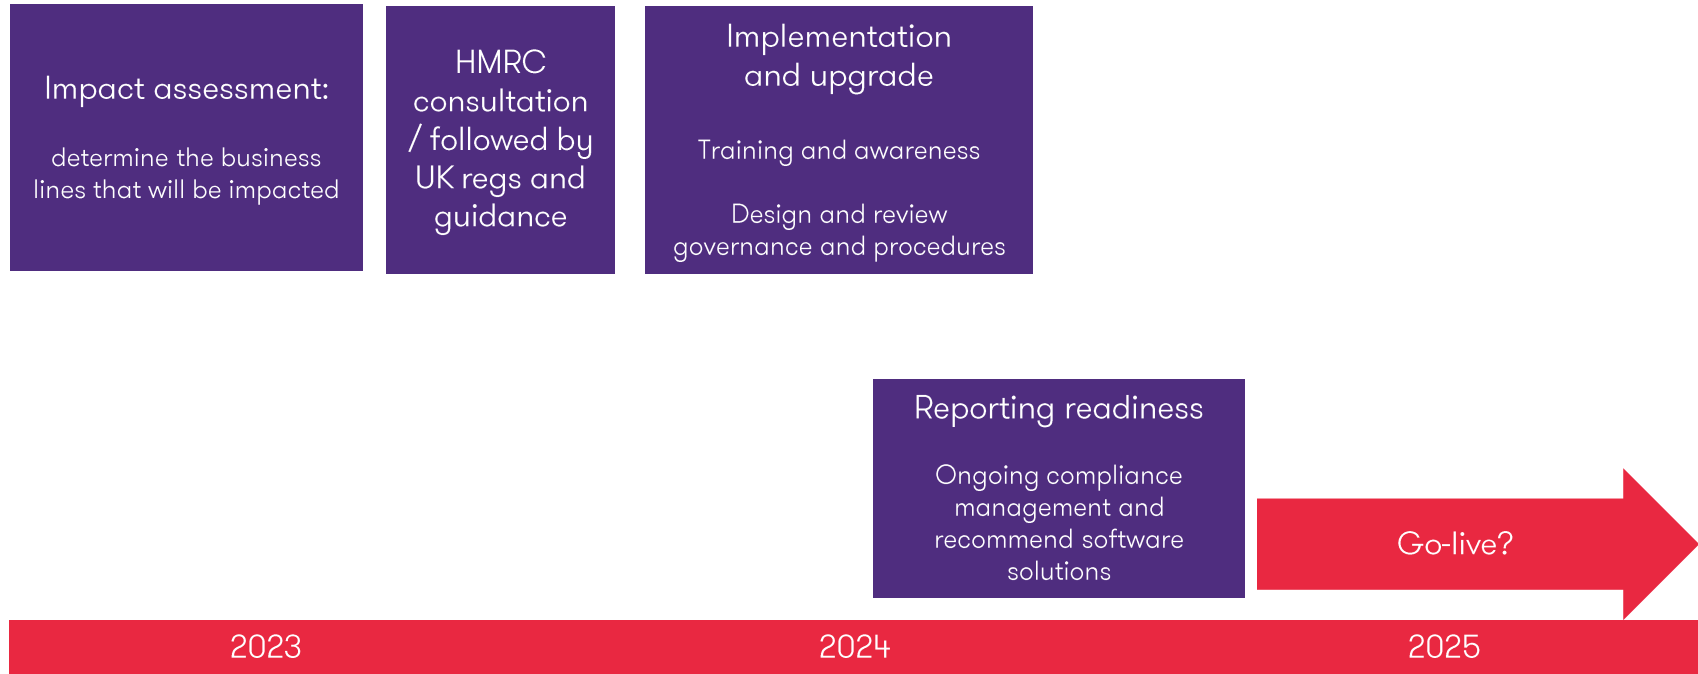 Impact assessment:
determine the business
lines that will be impacted
HMRC
consultation
/ followed by
UK regs and
guidance
Implementation
and upgrade
Training and awareness
Design and review
governance and procedures
Reporting readiness
Ongoing compliance
management and
recommend software
solutions
Go-live?
2023
2024
2025